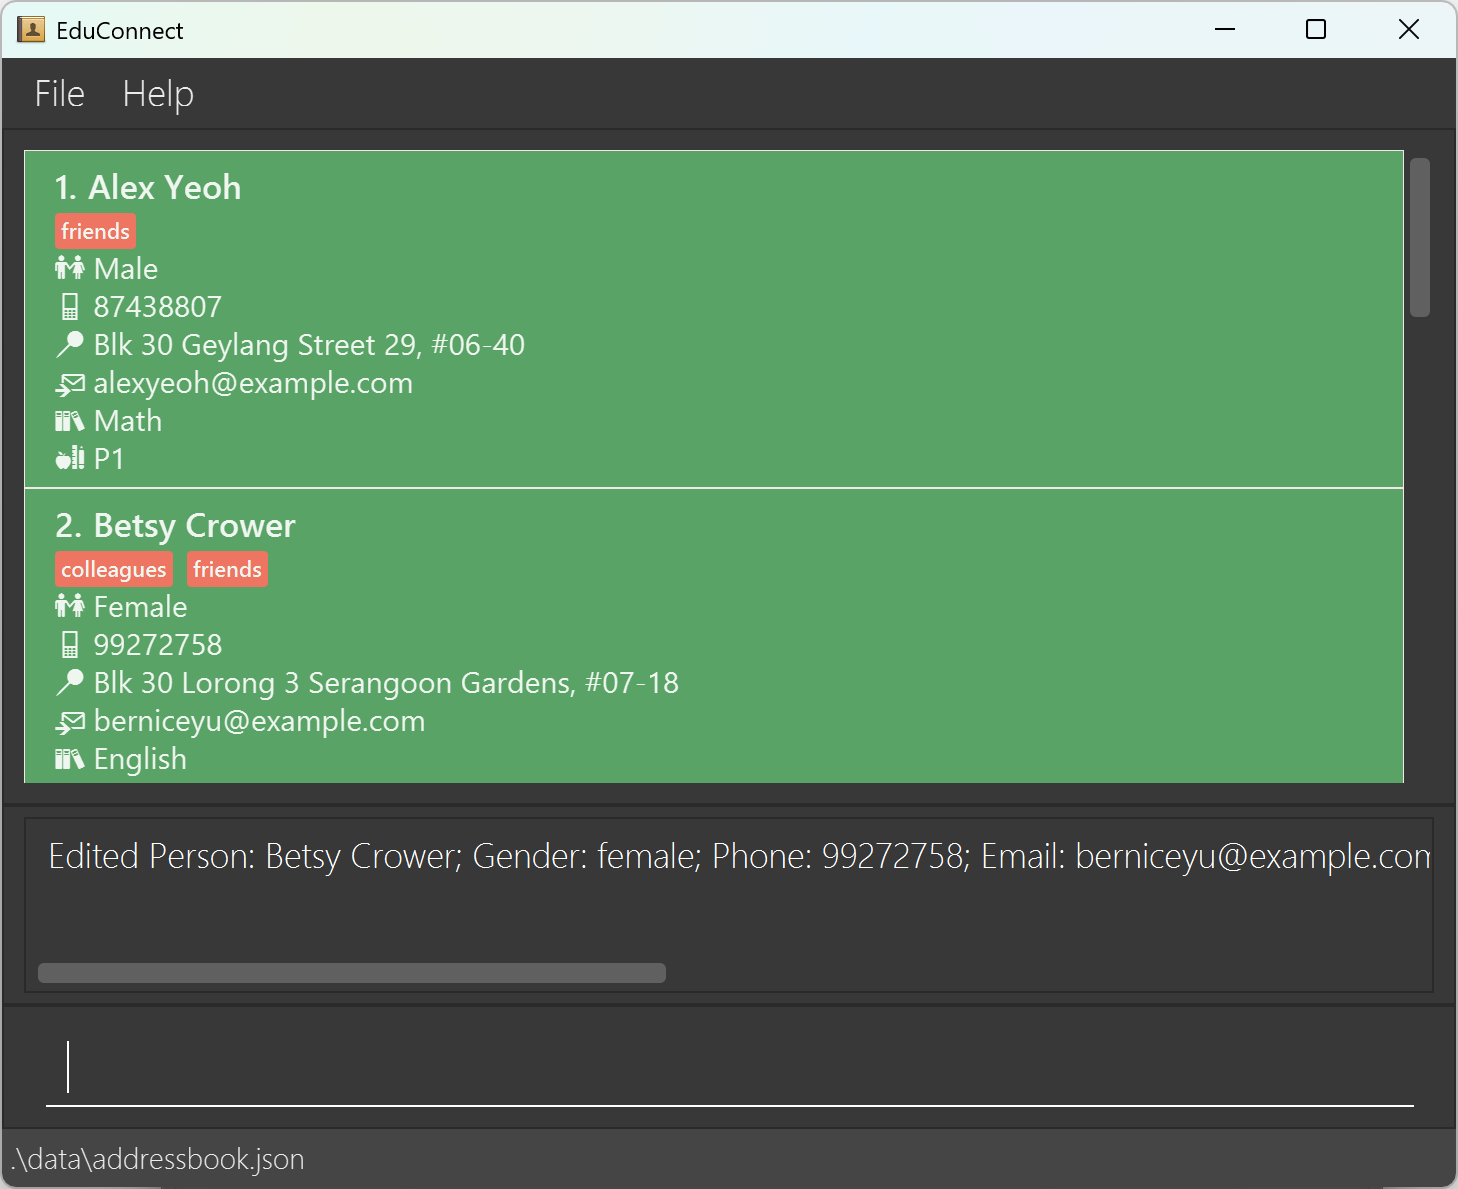 EduConnect
File Help
1. Alex Yeoh
friends
Male
87438807
Blk 30 Geylang Street 29, #06-40
alexyeoh@example.com
Math
P1
2. Betsy Crower
colleagues friends
Female
99272758
Blk 30 Lorong 3 Serangoon Gardens, #07-18
berniceyu@example.com
English
Edited Person: Betsy Crower; Gender: female; Phone: 99272758; Email: berniceyu@example.com
.\data\addressbook.json